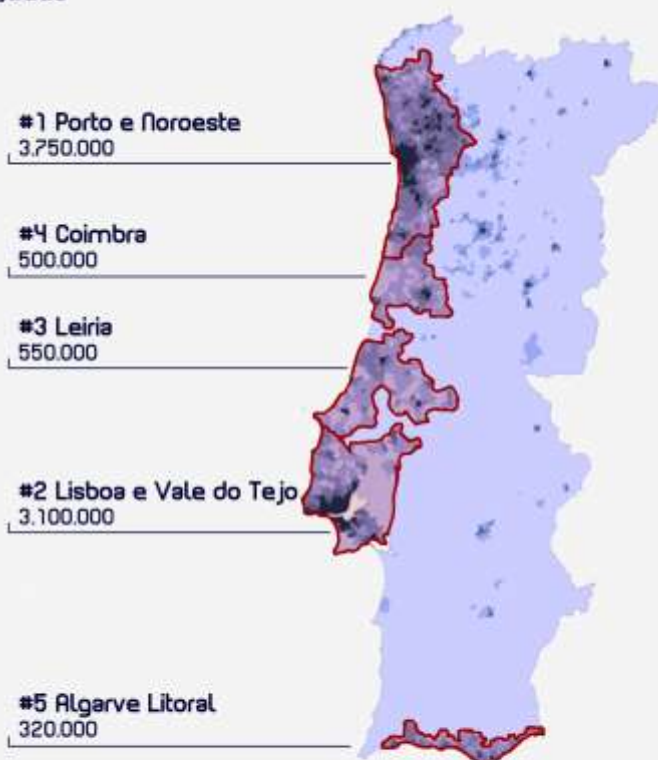 #1 Porto e Noroeste
3.750.000
#4 Coimbra
500.000
#3 Leiria
550.000
#2 Lisboa e Vale do Tejo
3.100.000
#5 Algarve Litoral
320.000